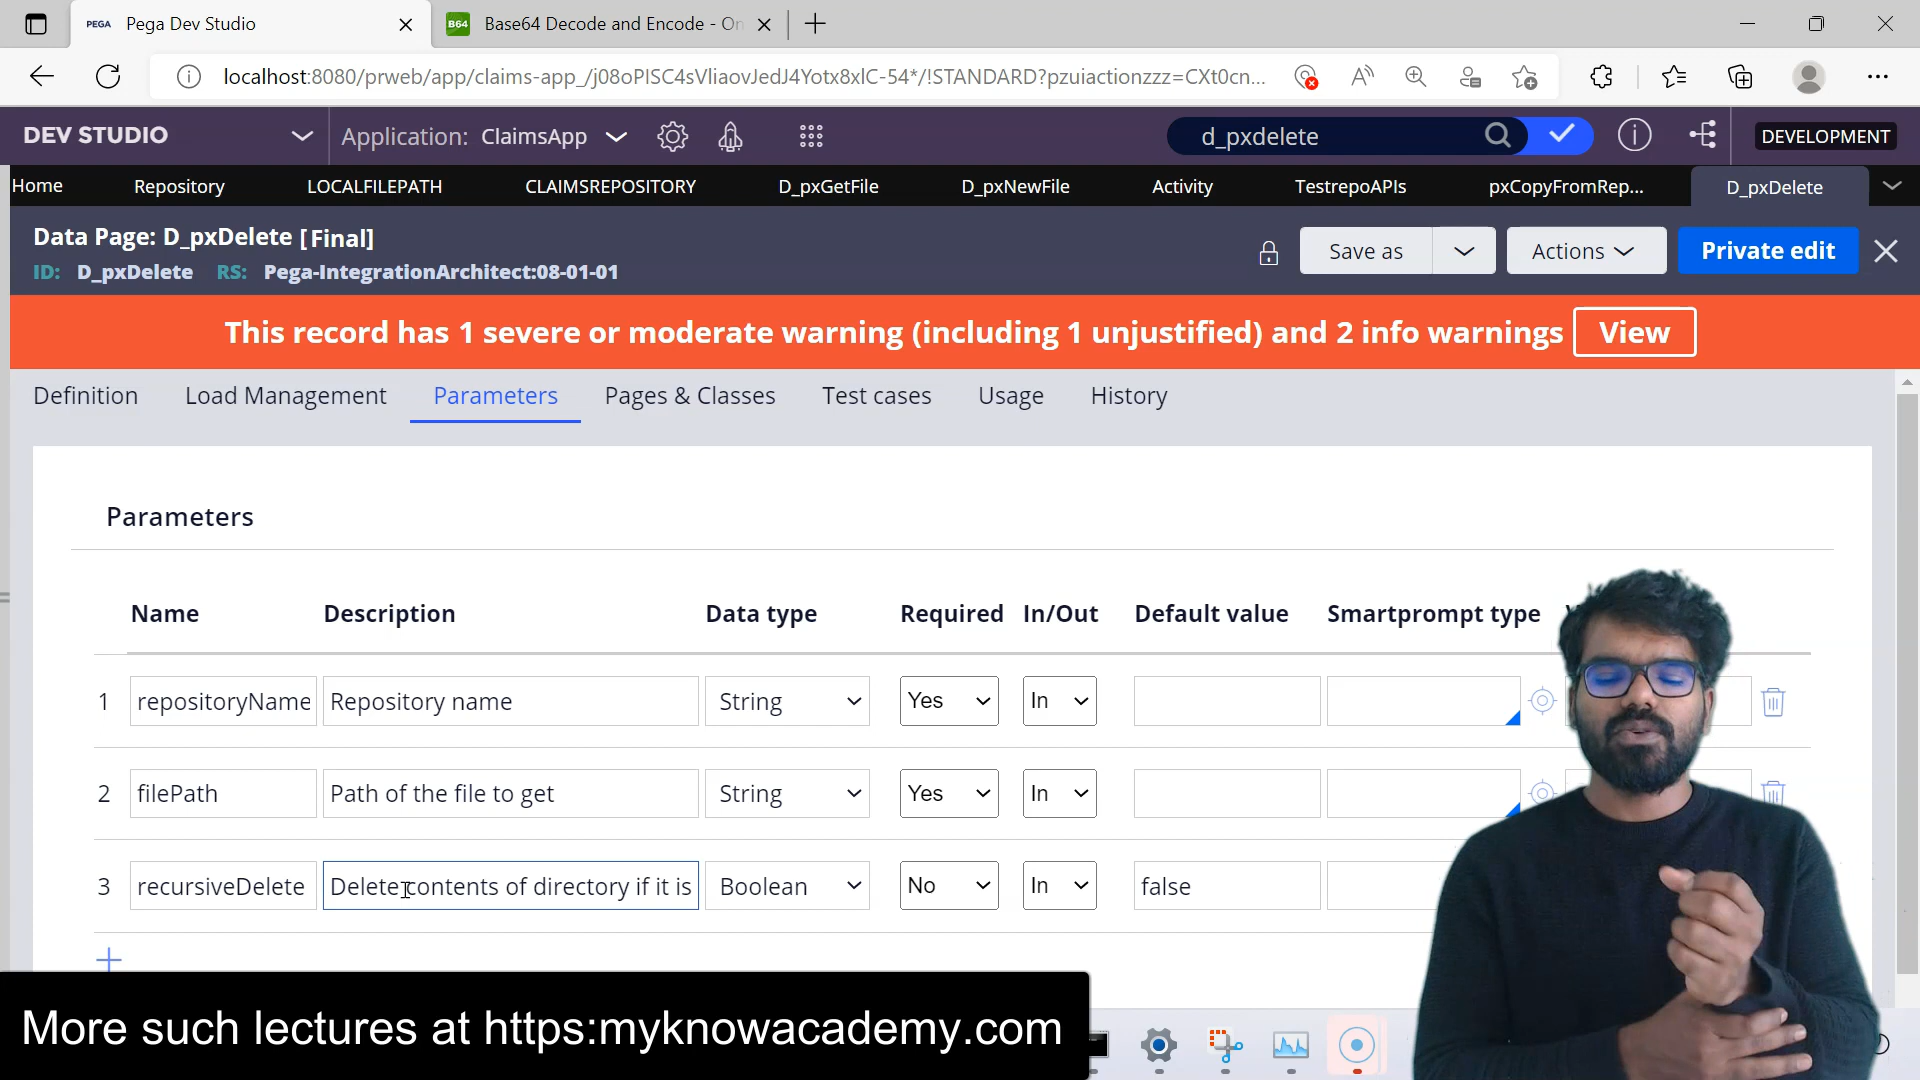 PEGA Pega Dev Studio
B64 Base64 Decode and Encode - On
localhost:8080/prweb/app/claims-app_/j08oPISC4sVliaovJedJ4Yotx8xlC-54*/!STANDARD?pzuiactionzzz=CXt0cn...
DEV STUDIO
Application: ClaimsApp
d_pxdelete
DEVELOPMENT
Home Repository LOCALFILEPATH CLAIMSREPOSITORY D_pxGetFile D_pxNewFile Activity TestrepoAPIs pxCopyFromRep... D_pxDelete
Data Page: D_pxDelete [Final]
ID: D_pxDelete RS: Pega-IntegrationArchitect:08-01-01
Save as
Actions
Private edit
This record has 1 severe or moderate warning (including 1 unjustified) and 2 info warnings
View
Definition Load Management Parameters Pages & Classes Test cases Usage History
Parameters
Name Description Data type Required In/Out Default value Smartprompt type
1 repositoryName Repository name String Yes In
2 filePath Path of the file to get String Yes In
3 recursiveDelete Delete contents of directory if it is Boolean No In false
More such lectures at https:myknowacademy.com